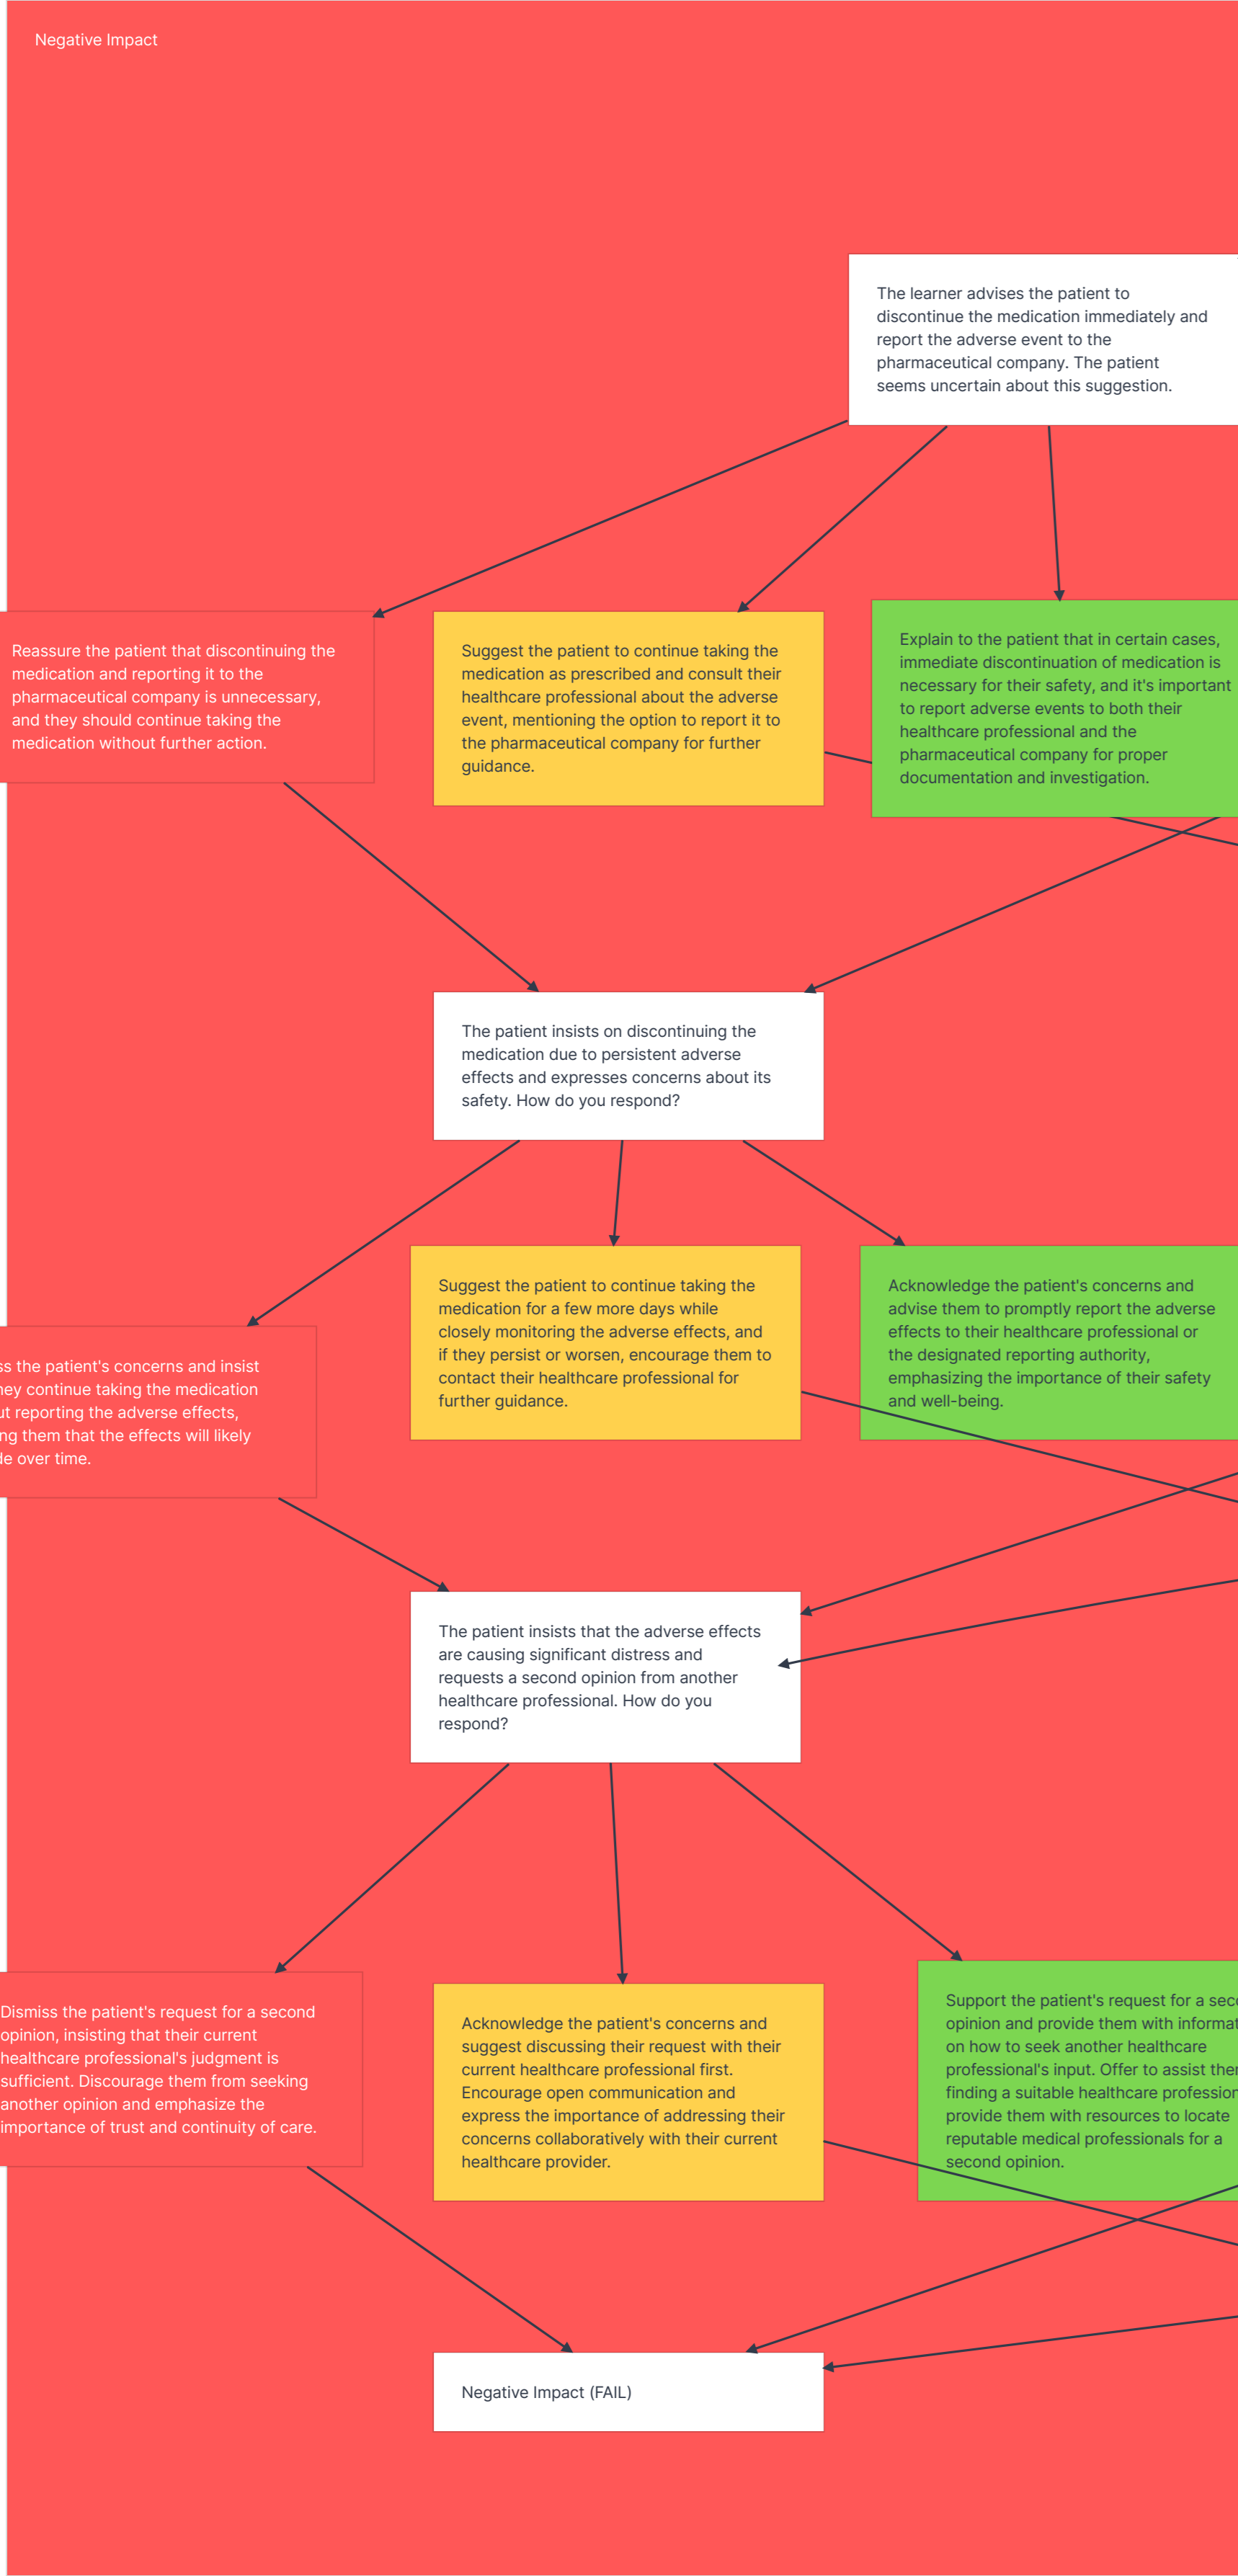 Negative Impact
The learner advises the patient to
discontinue the medication immediately and
report the adverse event to the
pharmaceutical company. The patient
seems uncertain about this suggestion.
Reassure the patient that discontinuing the
medication and reporting it to the
pharmaceutical company is unnecessary,
and they should continue taking the
medication without further action.
Suggest the patient to continue taking the
medication as prescribed and consult their
healthcare professional about the adverse
event, mentioning the option to report it to
the pharmaceutical company for further
guidance.
Explain to the patient that in certain cases,
immediate discontinuation of medication is
necessary for their safety, and it's important
to report adverse events to both their
healthcare professional and the
pharmaceutical company for proper
documentation and investigation.
The patient insists on discontinuing the
medication due to persistent adverse
effects and expresses concerns about its
safety. How do you respond?
the patient's concerns and insist
continue taking the medication
reporting the adverse effects,
them that the effects will likely
over time.
Suggest the patient to continue taking the
medication for a few more days while
closely monitoring the adverse effects, and
if they persist or worsen, encourage them to
contact their healthcare professional for
further guidance.
Acknowledge the patient's concerns and
advise them to promptly report the adverse
effects to their healthcare professional or
the designated reporting authority,
emphasizing the importance of their safety
and well-being.
The patient insists that the adverse effects
are causing significant distress and
requests a second opinion from another
healthcare professional. How do you
respond?
Dismiss the patient's request for a second
opinion, insisting that their current
healthcare professional's judgment is
sufficient. Discourage them from seeking
another opinion and emphasize the
importance of trust and continuity of care.
Acknowledge the patient's concerns and
suggest discussing their request with their
current healthcare professional first.
Encourage open communication and
express the importance of addressing their
concerns collaboratively with their current
healthcare provider.
Support the patient's request for a
opinion and provide them with
on how to seek another healthcare
professional's input. Offer to assist
finding a suitable healthcare
provide them with resources to locate
reputable medical professionals for a
second opinion.
Negative Impact (FAIL)